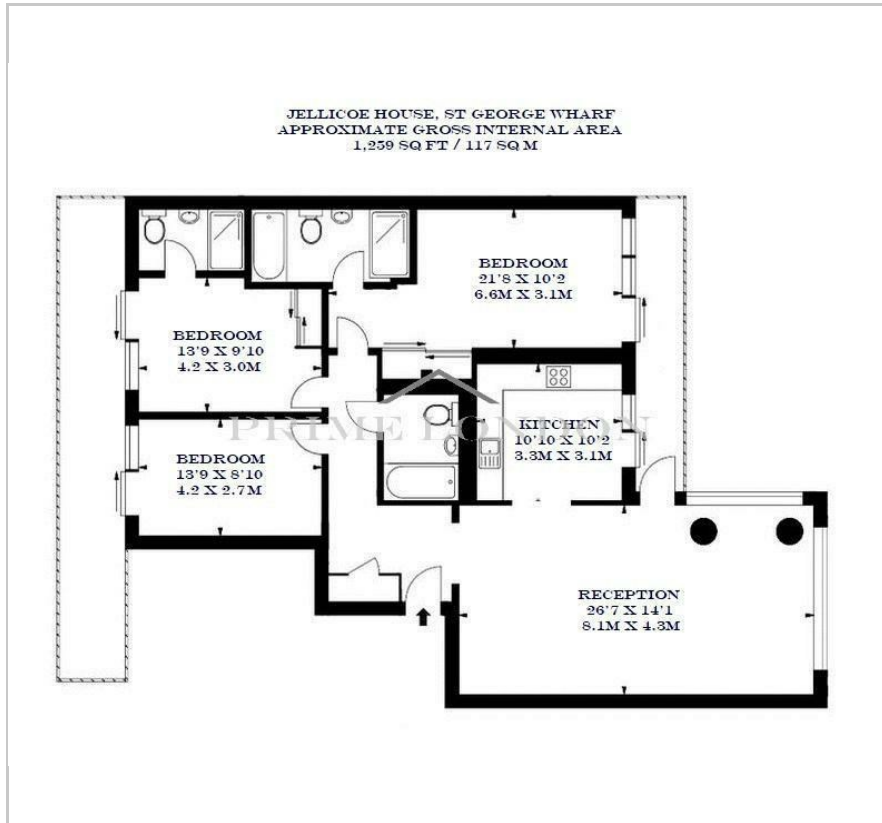 JELLICOE HOUSE, ST GEORGE WHARF
APPROXIMATE GROSS INTERNAL AREA
1,259 SQ FT / 117 SQ M
BEDROOM
21'8 X 10'2
6.6M X 3.1M
BEDROOM
13'9 X 9'10
4.2 X 3.0M
PRIME LONDON
KITCHEN
10'10 X 10'2
3.3M X 3.1M
BEDROOM
13'9 X 8'10
4.2 X 2.7M
RECEPTION
26'7 X 14'1
8.1M X 4.3M